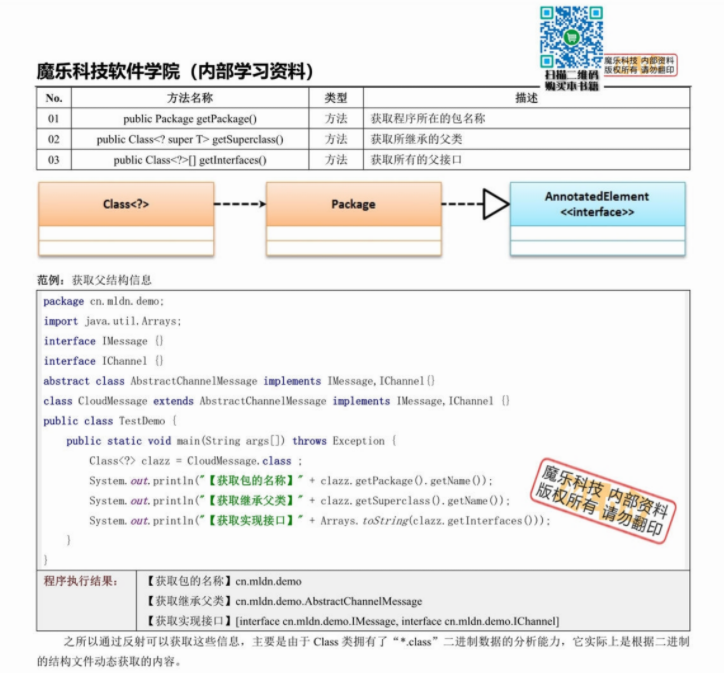 扫描二维码
购买本书籍
魔乐科技 内部资料
版权所有 请勿翻印
魔乐科技软件学院（内部学习资料）
No. 方法名称 类型 描述
01 public Package getPackage() 方法 获取程序所在的包名称
02 public Class<? super T> getSuperclass() 方法 获取所继承的父类
03 public Class<?>[] getInterfaces() 方法 获取所有的父接口
Class<?> Package AnnotatedElement
<<interface>>
范例：获取父结构信息
package cn.mldn.demo;
import java.util.Arrays;
interface IMessage {}
interface IChannel {}
abstract class AbstractChannelMessage implements IMessage,IChannel{}
class CloudMessage extends AbstractChannelMessage implements IMessage,IChannel {}
public class TestDemo {
public static void main(String args[]) throws Exception {
Class<?> clazz = CloudMessage.class ;
System.out.println("【获取包的名称】" + clazz.getPackage().getName());
System.out.println("【获取继承父类】" + clazz.getSuperclass().getName());
System.out.println("【获取实现接口】" + Arrays.toString(clazz.getInterfaces()));
}
}
魔乐科技 内部资料
版权所有 请勿翻印
程序执行结果： 【获取包的名称】cn.mldn.demo
【获取继承父类】cn.mldn.demo.AbstractChannelMessage
【获取实现接口】[interface cn.mldn.demo.IMessage, interface cn.mldn.demo.IChannel]
之所以通过反射可以获取这些信息，主要是由于 Class 类拥有了“*.class”二进制数据的分析能力，它实际上是根据二进制
的结构文件动态获取的内容。